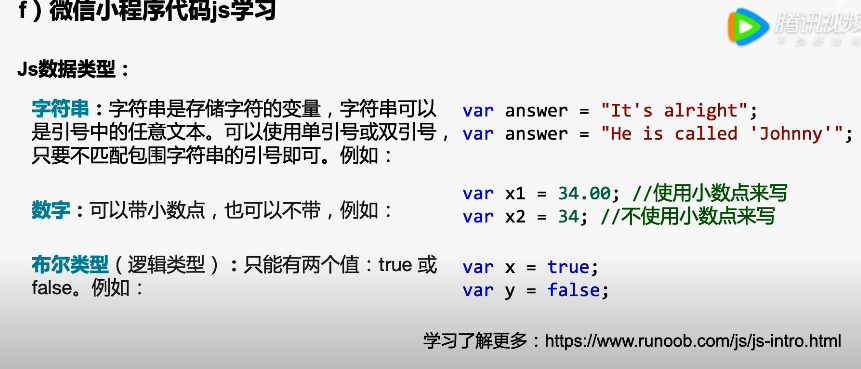 f）微信小程序代码js学习
腾讯视频
Js数据类型：
字符串：字符串是存储字符的变量，字符串可以
是引号中的任意文本。可以使用单引号或双引号，
只要不匹配包围字符串的引号即可。例如：
var answer = "It's alright";
var answer = "He is called 'Johnny'";
数字：可以带小数点，也可以不带，例如：
var x1 = 34.00; //使用小数点来写
var x2 = 34; //不使用小数点来写
布尔类型（逻辑类型）：只能有两个值：true 或
false。例如：
var x = true;
var y = false;
学习了解更多：https://www.runoob.com/js/js-intro.html